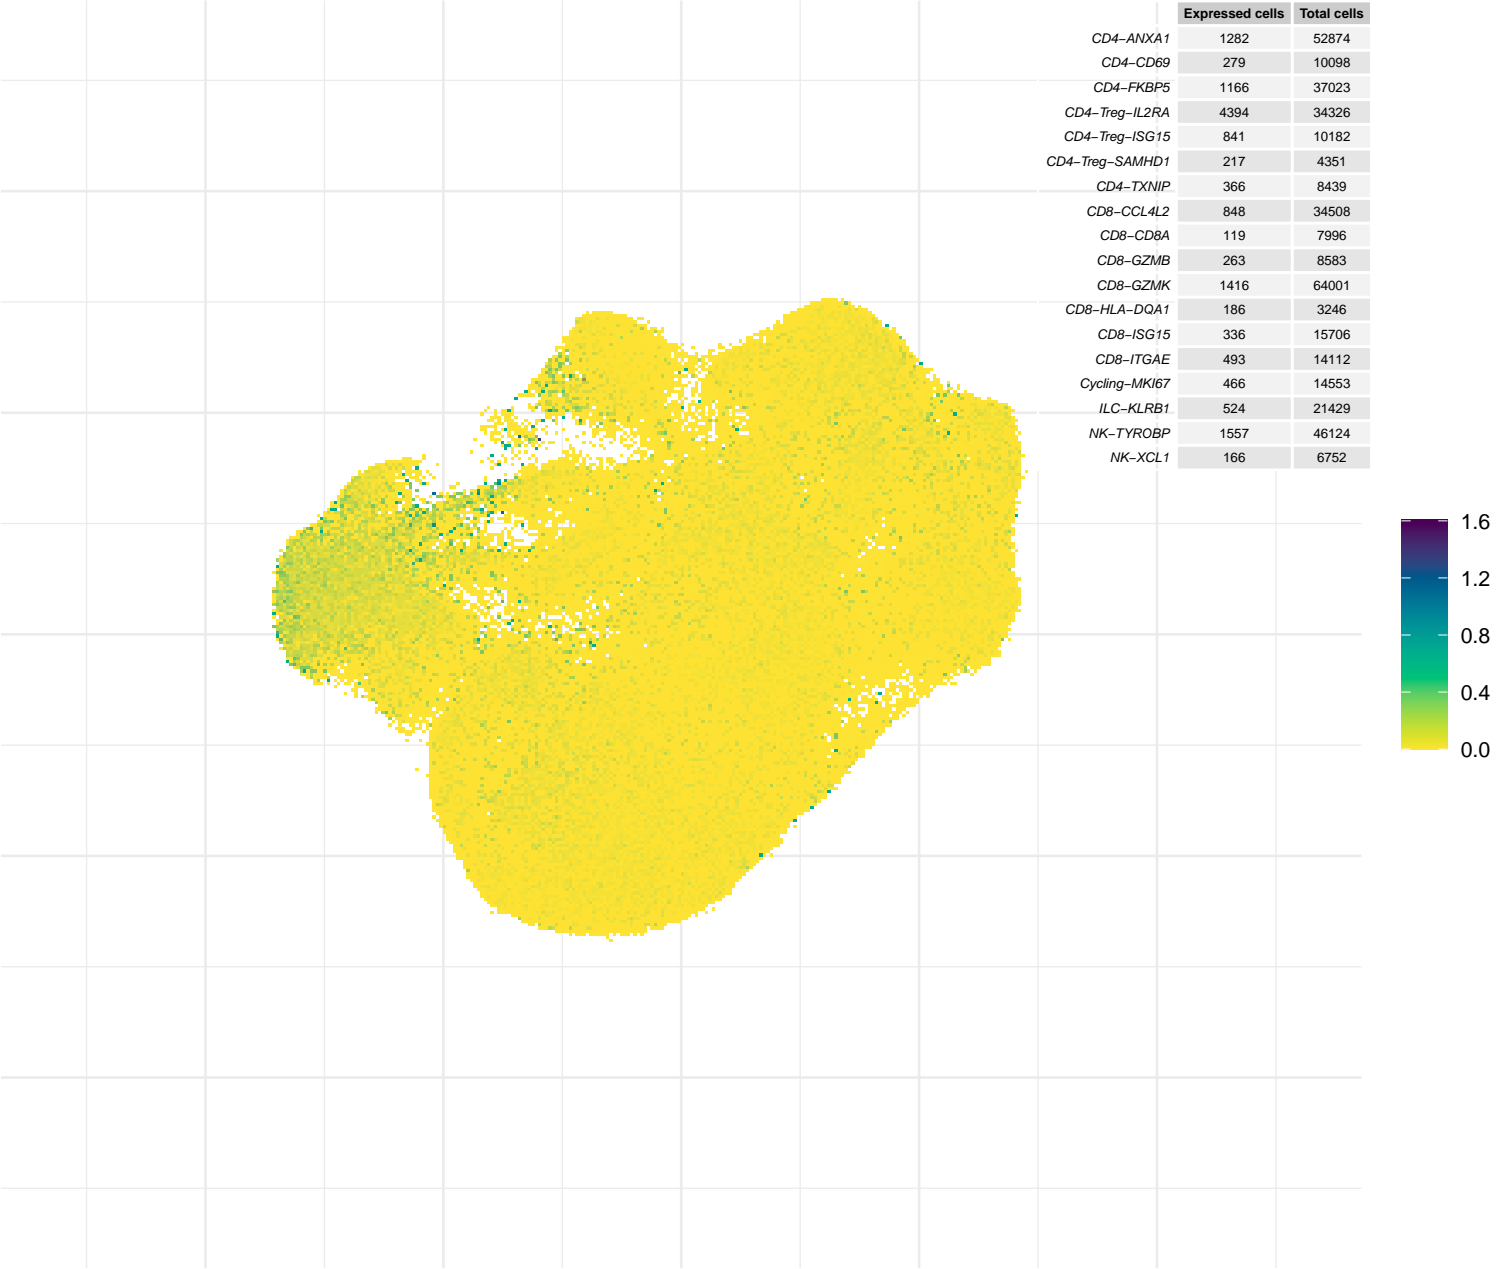 Expressed cells Total cells
CD4−ANXA1 1282 52874
CD4−CD69 279 10098
CD4−FKBP5 1166 37023
CD4−Treg−IL2RA 4394 34326
CD4−Treg−ISG15 841 10182
CD4−Treg−SAMHD1 217 4351
CD4−TXNIP 366 8439
CD8−CCL4L2 848 34508
CD8−CD8A 119 7996
CD8−GZMB 263 8583
CD8−GZMK 1416 64001
CD8−HLA−DQA1 186 3246
CD8−ISG15 336 15706
CD8−ITGAE 493 14112
Cycling−MKI67 466 14553
ILC−KLRB1 524 21429
NK−TYROBP 1557 46124
NK−XCL1 166 6752
1.6
1.2
0.8
0.4
0.0